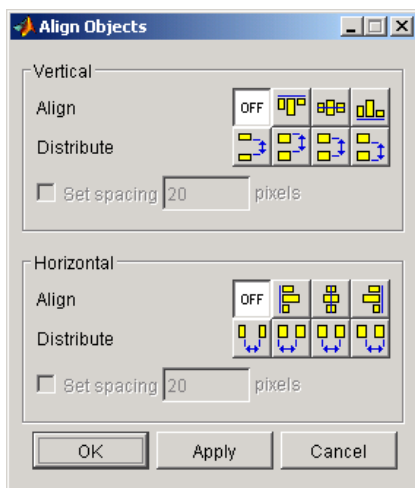 Align Objects
Vertical
Align OFF
Distribute
Set spacing 20 pixels
Horizontal
Align OFF
Distribute
Set spacing 20 pixels
OK Apply Cancel